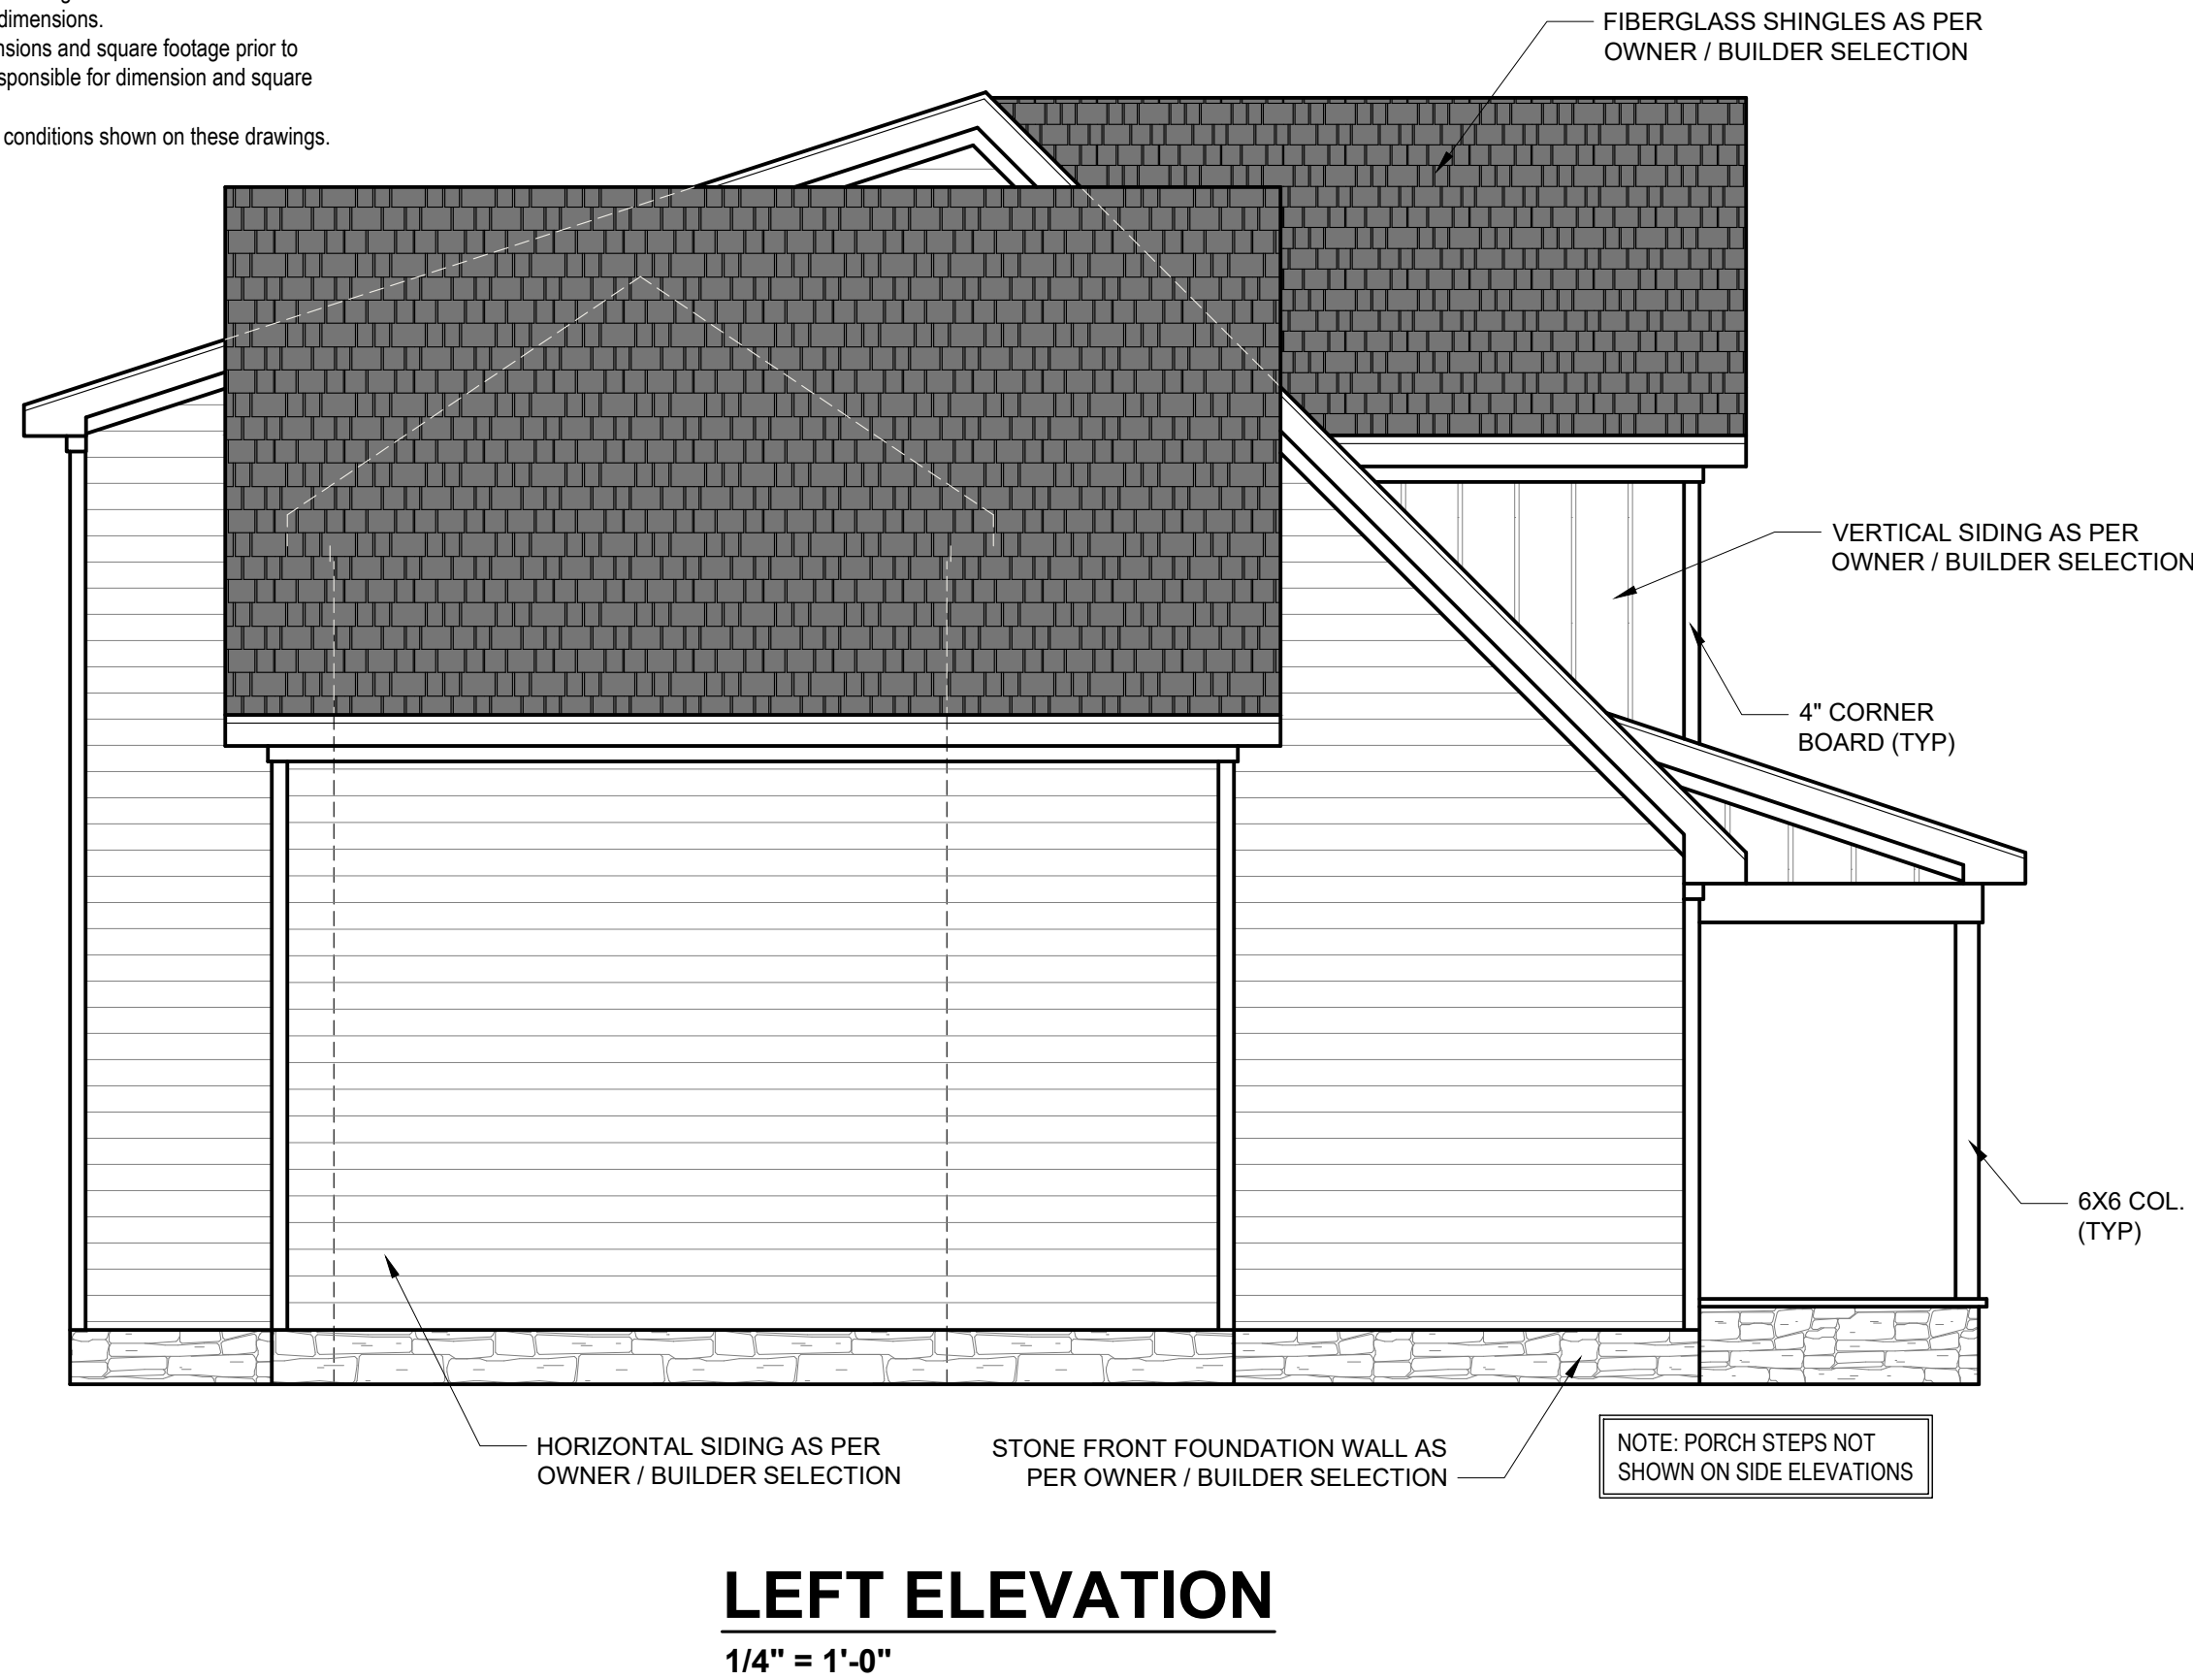 dimensions.
nsions and square footage prior to
sponsible for dimension and square
conditions shown on these drawings.
FIBERGLASS SHINGLES AS PER
OWNER / BUILDER SELECTION
VERTICAL SIDING AS PER
OWNER / BUILDER SELECTION
4" CORNER
BOARD (TYP)
6X6 COL.
(TYP)
HORIZONTAL SIDING AS PER
OWNER / BUILDER SELECTION
STONE FRONT FOUNDATION WALL AS
PER OWNER / BUILDER SELECTION
NOTE: PORCH STEPS NOT
SHOWN ON SIDE ELEVATIONS
LEFT ELEVATION
1/4" = 1'-0"